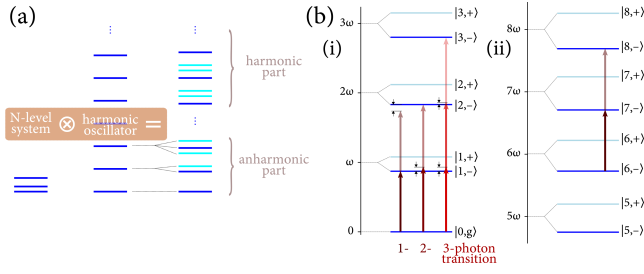 (a)
⋮
⋮
harmonic
part
N-level
system ⊗ harmonic
oscillator =
⋮
anharmonic
part
(b)
(i)
3ω
2ω
ω
0
|3,+⟩
|3,−⟩
|2,+⟩
|2,−⟩
|1,+⟩
|1,−⟩
|0,g⟩
1- 2- 3-photon
transition
(ii)
8ω
7ω
6ω
5ω
|8,+⟩
|8,−⟩
|7,+⟩
|7,−⟩
|6,+⟩
|6,−⟩
|5,+⟩
|5,−⟩